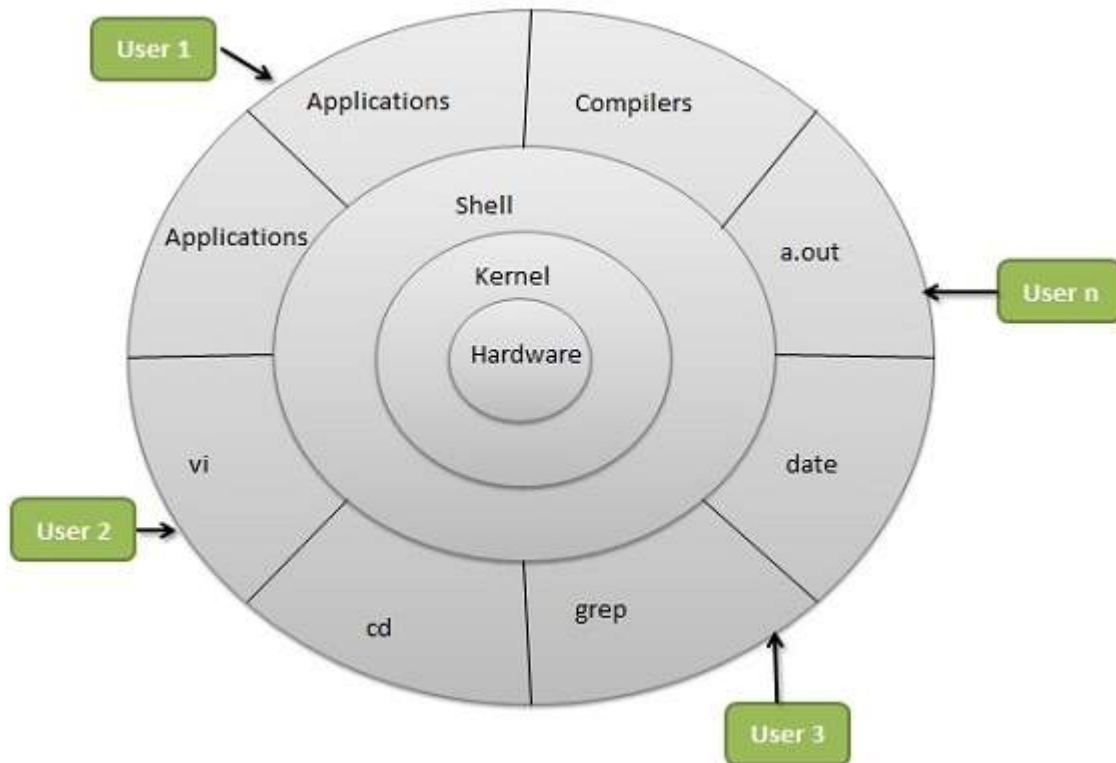 User 1
Applications
Compilers
Shell
Applications
a.out
Kernel
User n
Hardware
vi
date
User 2
grep
cd
User 3